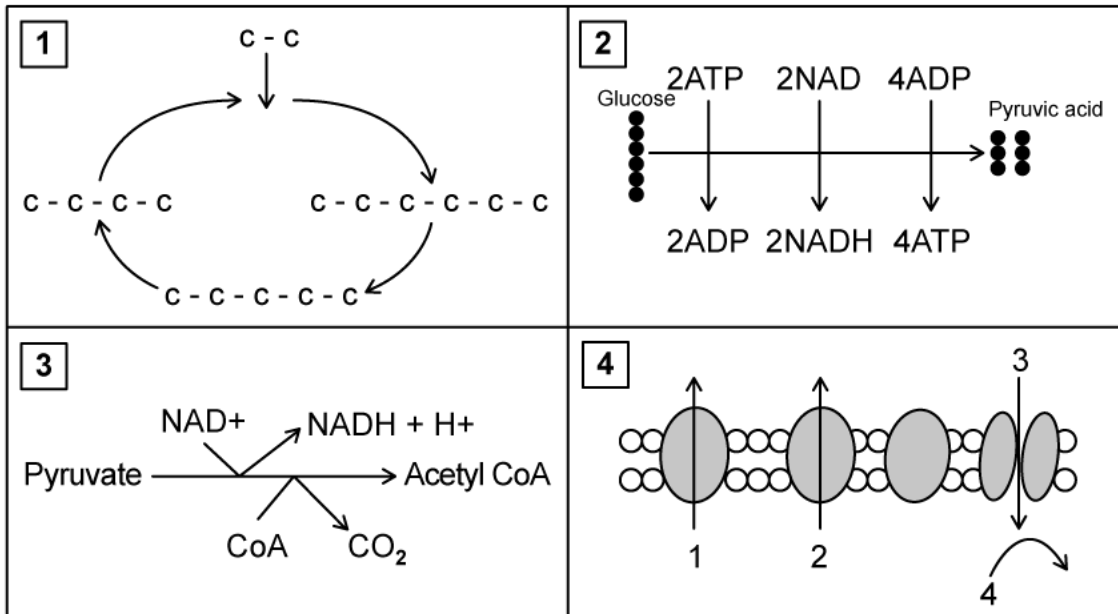 1
C - C
C - C - C - C
C - C - C - C - C - C
C - C - C - C - C
2
2ATP 2NAD 4ADP
Glucose
Pyruvic acid
2ADP 2NADH 4ATP
3
NAD+ NADH + H+
Pyruvate Acetyl CoA
CoA CO₂
4
3
1 2
4